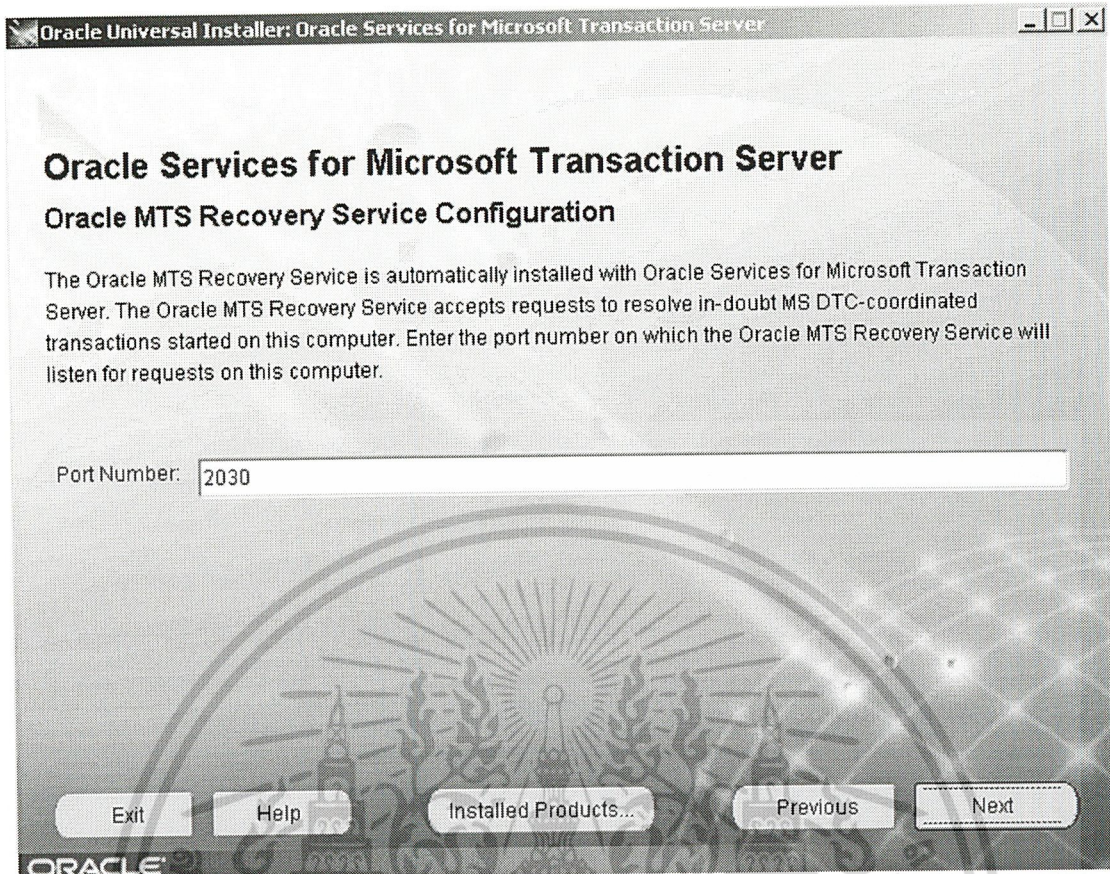 Oracle Universal Installer: Oracle Services for Microsoft Transaction Server
Oracle Services for Microsoft Transaction Server
Oracle MTS Recovery Service Configuration
The Oracle MTS Recovery Service is automatically installed with Oracle Services for Microsoft Transaction
Server. The Oracle MTS Recovery Service accepts requests to resolve in-doubt MS DTC-coordinated
transactions started on this computer. Enter the port number on which the Oracle MTS Recovery Service will
listen for requests on this computer.
Port Number: 2030
Exit Help Installed Products... Previous Next
ORACLE